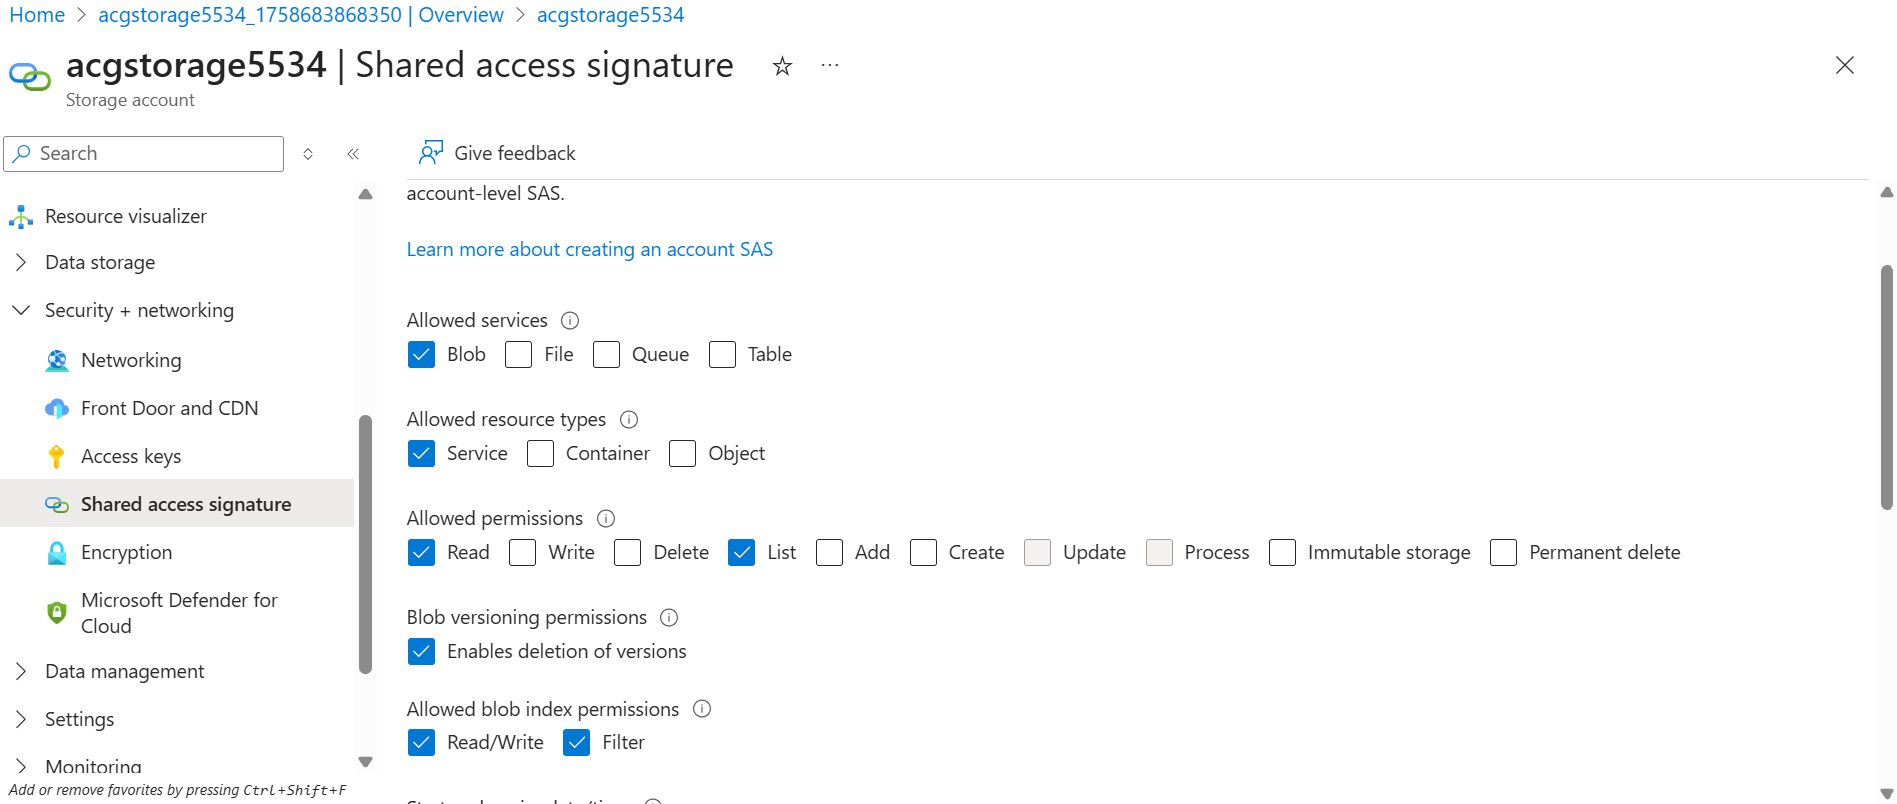 Home > acgstorage5534_1758683868350 | Overview > acgstorage5534
acgstorage5534 | Shared access signature
Storage account
Search
Give feedback
account-level SAS.
Learn more about creating an account SAS
Resource visualizer
Data storage
Security + networking
Networking
Front Door and CDN
Access keys
Shared access signature
Encryption
Microsoft Defender for
Cloud
Data management
Settings
Monitoring
Add or remove favorites by pressing Ctrl+Shift+F
Allowed services
Blob File Queue Table
Allowed resource types
Service Container Object
Allowed permissions
Read Write Delete List Add Create Update Process Immutable storage Permanent delete
Blob versioning permissions
Enables deletion of versions
Allowed blob index permissions
Read/Write Filter